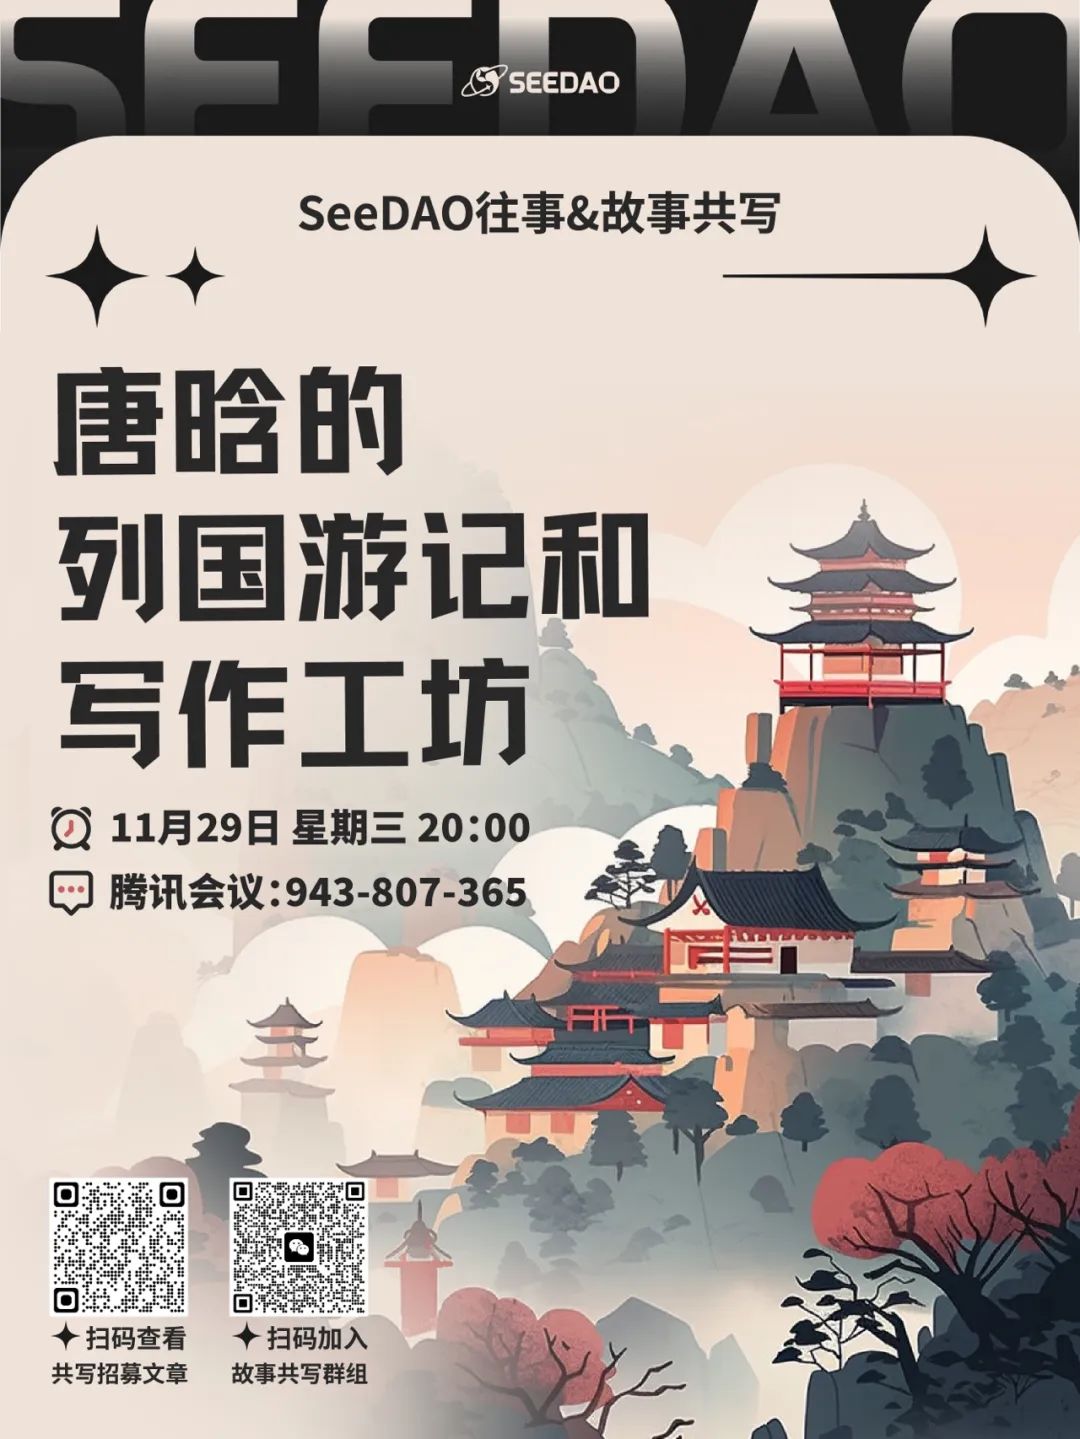 SEEDAO
SEEDAO
SeeDAO往事&故事共写
唐晗的
列国游记和
写作工坊
11月29日 星期三 20:00
腾讯会议:943-807-365
扫码查看
共写招募文章
扫码加入
故事共写群组